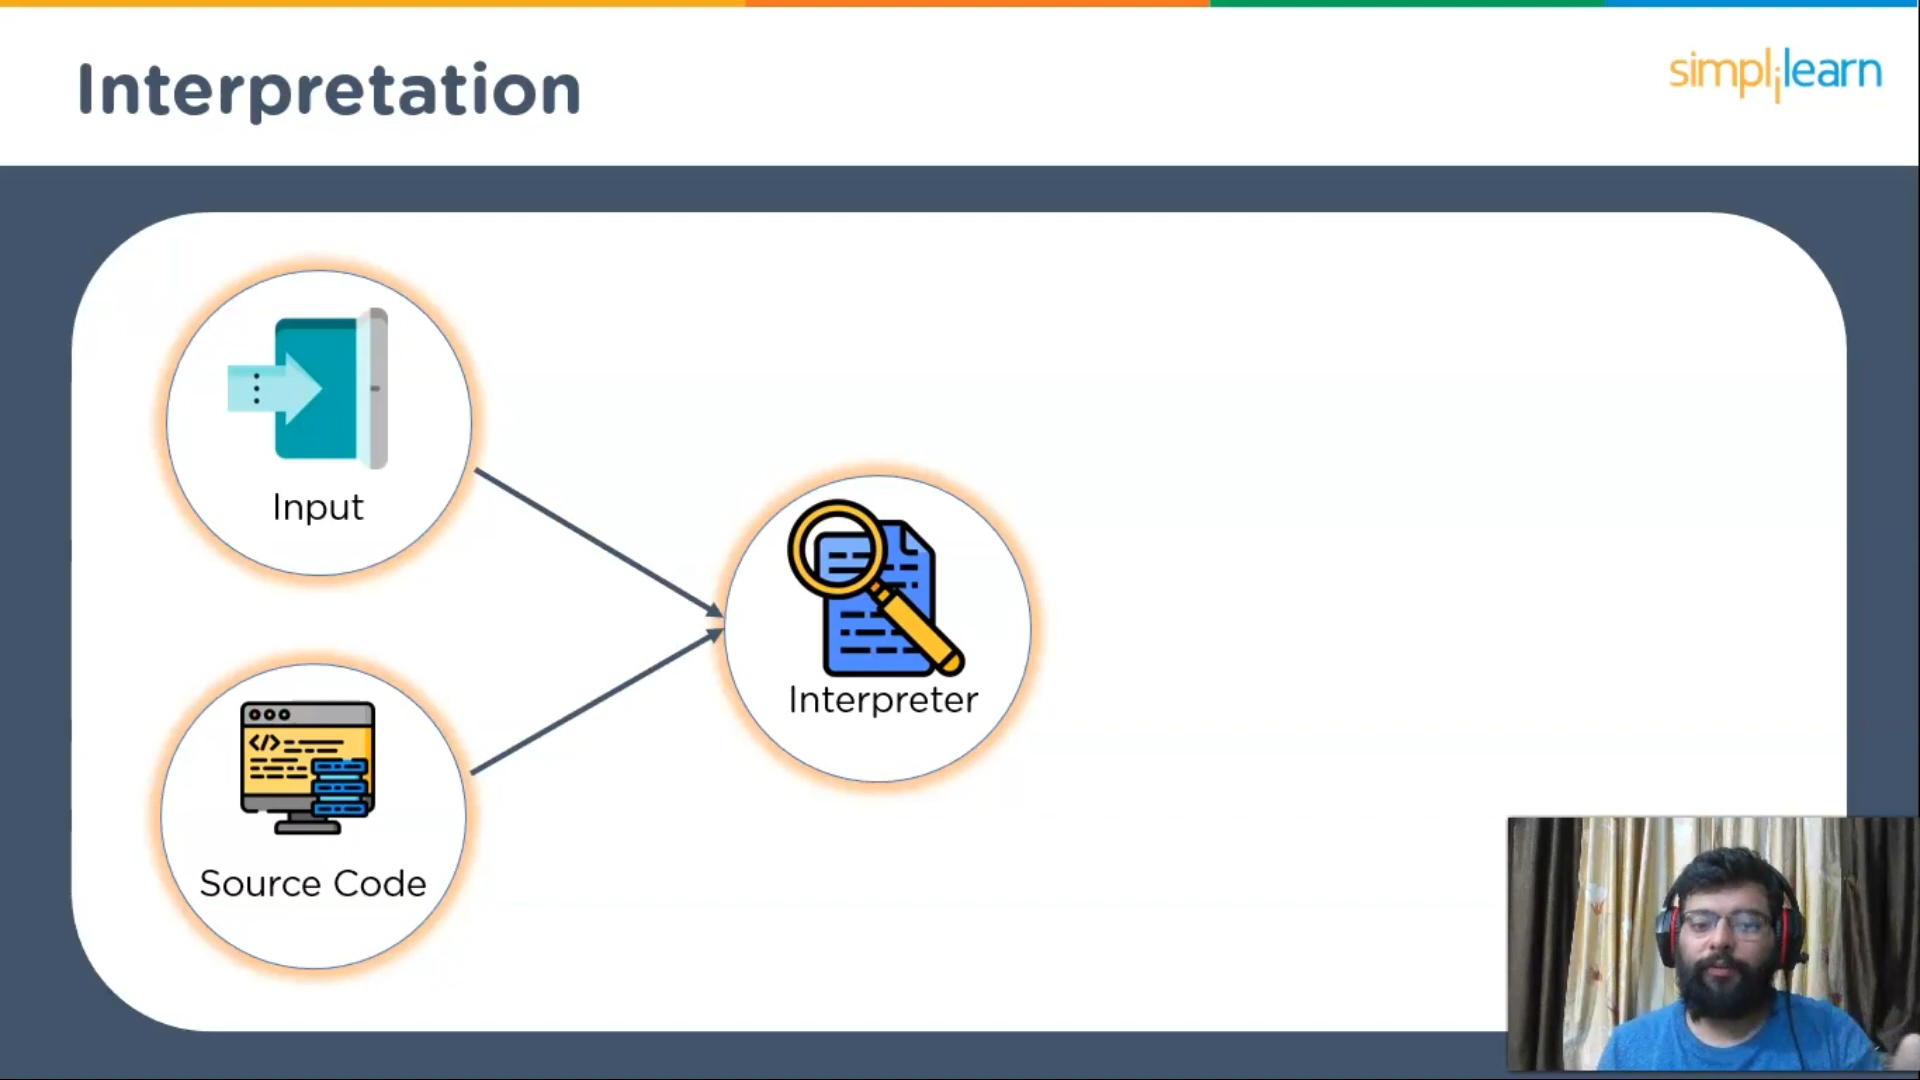 Interpretation
simplilearn
Input
Interpreter
Source Code